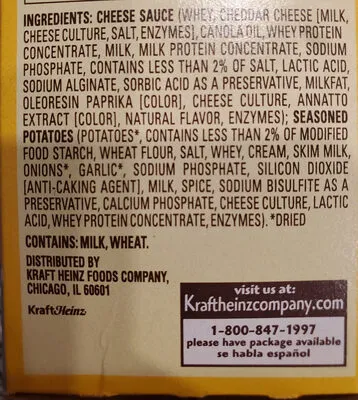 INGREDIENTS: CHEESE SAUCE (WHEY, CHEDDAR CHEESE [MILK,
CHEESE CULTURE, SALT, ENZYMES], CANOLA OIL, WHEY PROTEIN
CONCENTRATE, MILK, MILK PROTEIN CONCENTRATE, SODIUM
PHOSPHATE, CONTAINS LESS THAN 2% OF SALT, LACTIC ACID,
SODIUM ALGINATE, SORBIC ACID AS A PRESERVATIVE, MILKFAT,
OLEORESIN PAPRIKA [COLOR], CHEESE CULTURE, ANNATTO
EXTRACT [COLOR], NATURAL FLAVOR, ENZYMES); SEASONED
POTATOES (POTATOES*, CONTAINS LESS THAN 2% OF MODIFIED
FOOD STARCH, WHEAT FLOUR, SALT, WHEY, CREAM, SKIM MILK,
ONIONS*, GARLIC*, SODIUM PHOSPHATE, SILICON DIOXIDE
[ANTI-CAKING AGENT], MILK, SPICE, SODIUM BISULFITE AS A
PRESERVATIVE, CALCIUM PHOSPHATE, CHEESE CULTURE, LACTIC
ACID, WHEY PROTEIN CONCENTRATE, ENZYMES). *DRIED
CONTAINS: MILK, WHEAT.
DISTRIBUTED BY
KRAFT HEINZ FOODS COMPANY,
CHICAGO, IL 60601
KraftHeinz
visit us at:
Kraftheinzcompany.com
1-800-847-1997
please have package available
se habla español